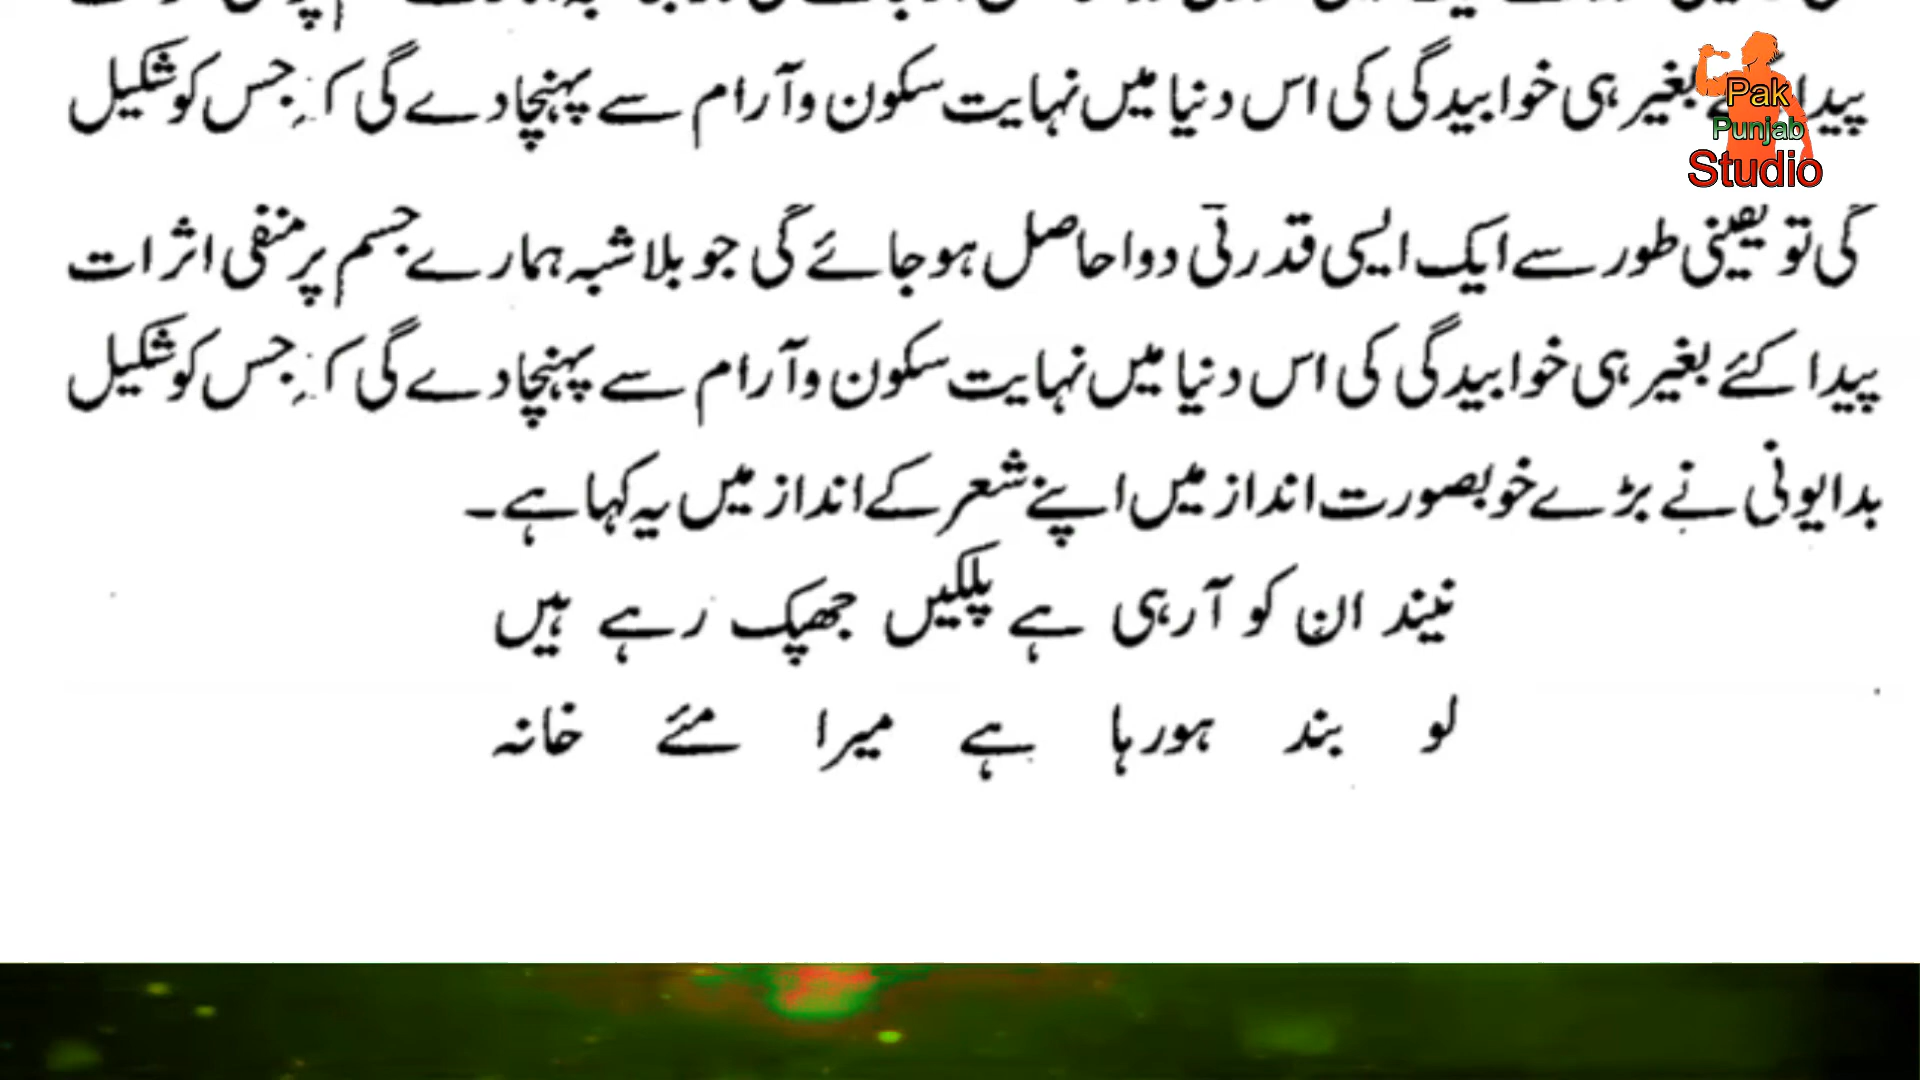 پیدا بغیر ہی خوابیدگی کی اس دنیا میں نہایت سکون و آرام سے پہنچا دے گی کہ جس کو شکیل
گی تو یقینی طور سے ایک ایسی قدرتی دوا حاصل ہو جائے گی جو بلا شبہ ہمارے جسم پر منفی اثرات
پیدا کئے بغیر ہی خوابیدگی کی اس دنیا میں نہایت سکون و آرام سے پہنچا دے گی کہ جس کو شکیل
بدایونی نے بڑے خوبصورت انداز میں اپنے شعر کے انداز میں یہ کہا ہے۔
نیند ان کو آرہی ہے پلکیں جھپک رہے ہیں
لو بند ہورہا ہے میرا مئے خانہ
Pak
Punjab
Studio